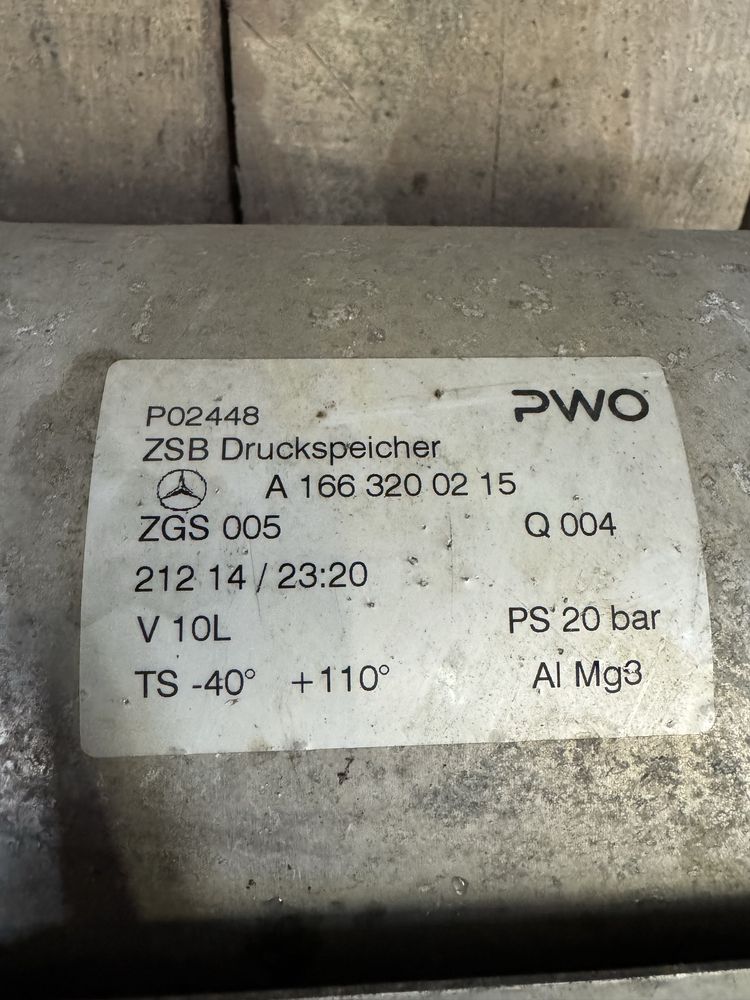 PWO
P02448
ZSB Druckspeicher
A 166 320 02 15
ZGS 005 Q 004
212 14 / 23:20
V 10L PS 20 bar
TS -40° +110° Al Mg3